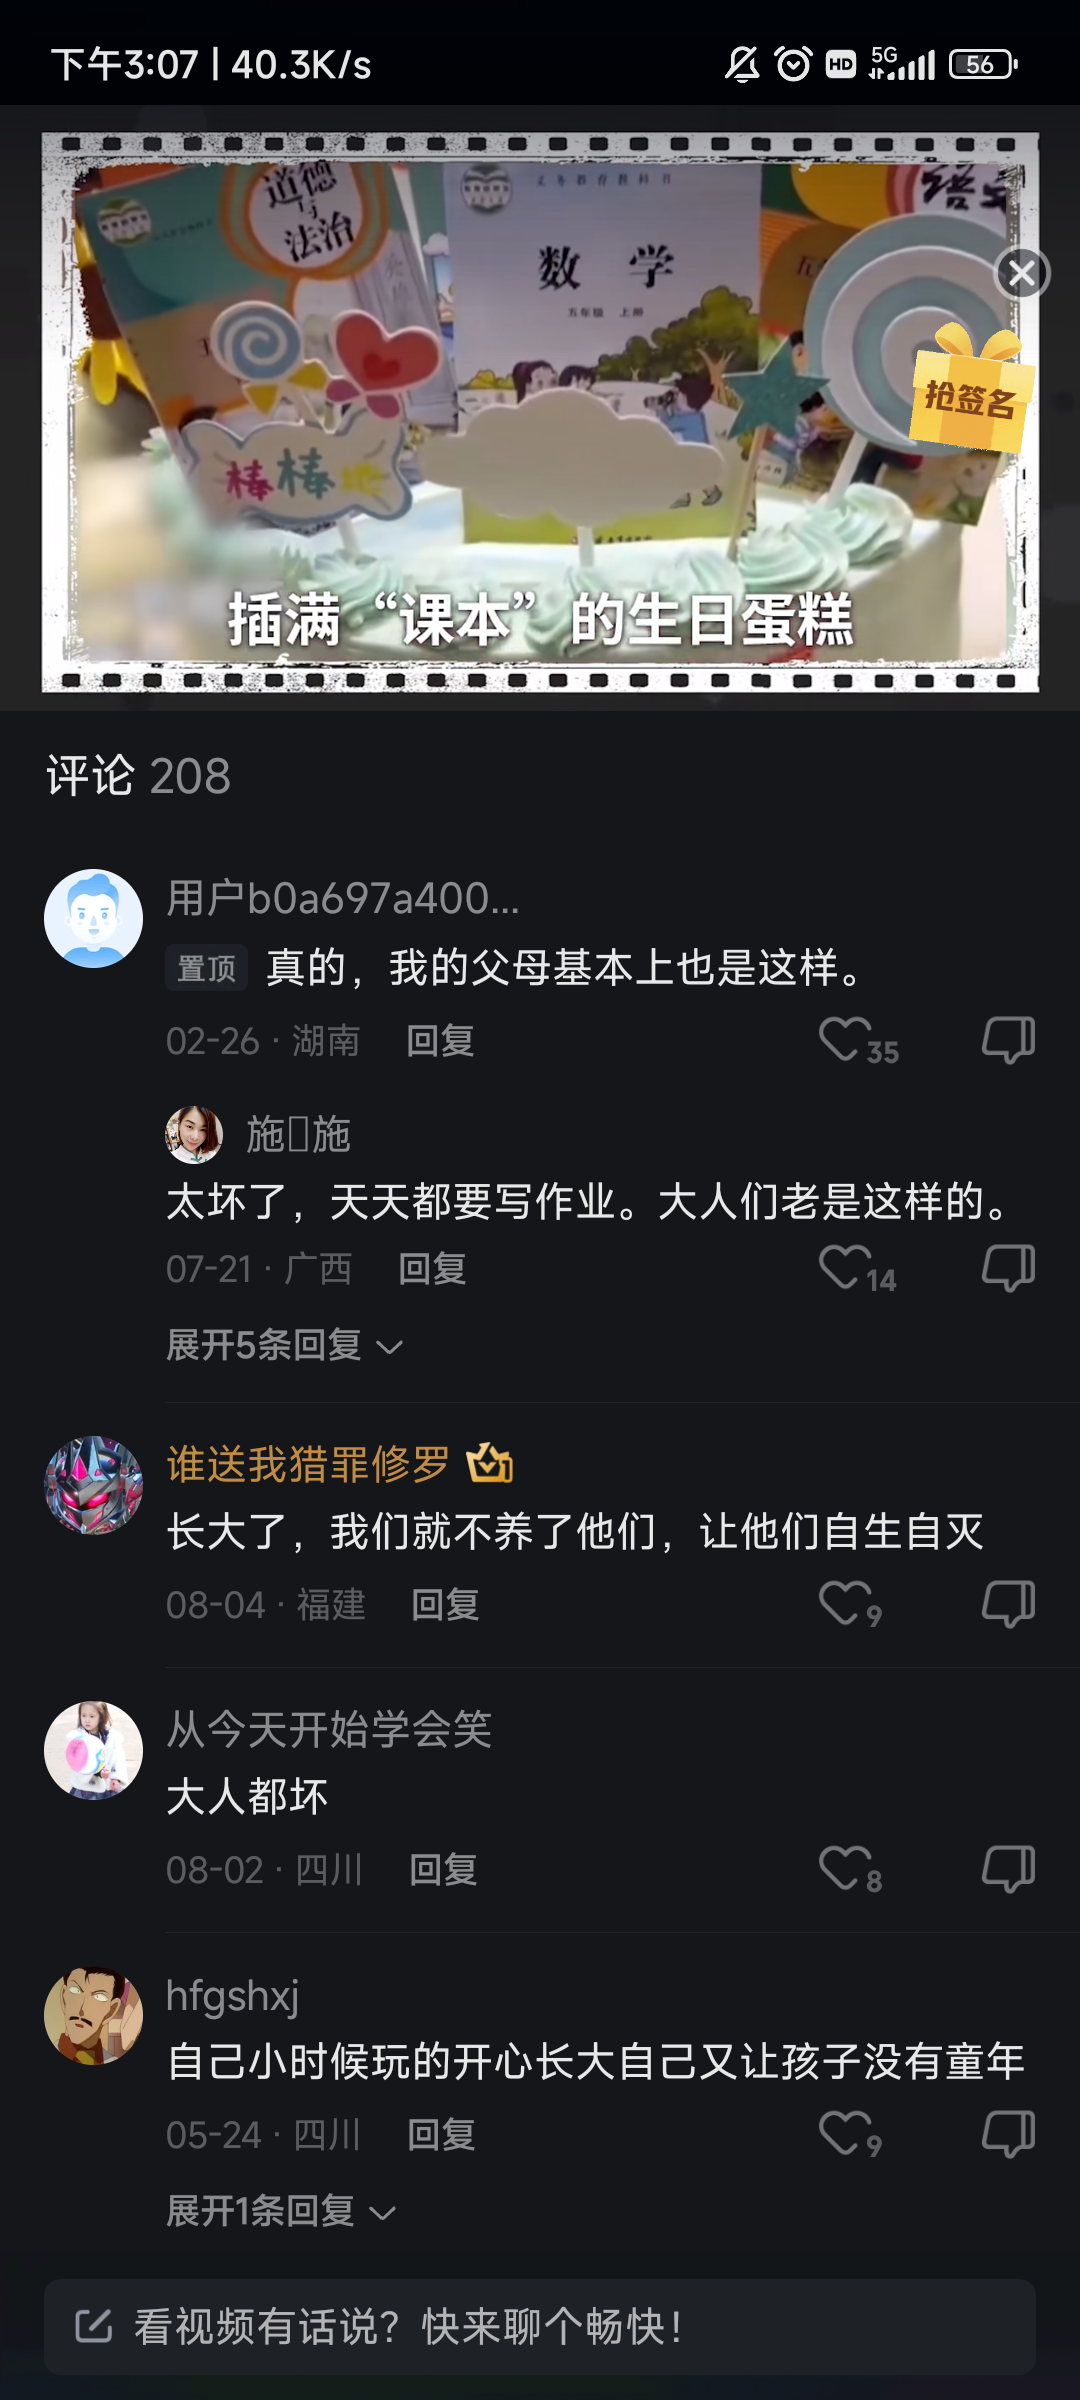 下午3:07 | 40.3K/s
HD 5G 56
道德
与
法治
义务教育教科书
数 学
五年级 上册
语文
抢签名
棒棒哒
插满“课本”的生日蛋糕
评论 208
用户b0a697a400...
置顶 真的，我的父母基本上也是这样。
02-26 · 湖南 回复 35
施▯施
太坏了，天天都要写作业。大人们老是这样的。
07-21 · 广西 回复 14
展开5条回复
谁送我猎罪修罗
长大了，我们就不养了他们，让他们自生自灭
08-04 · 福建 回复 9
从今天开始学会笑
大人都坏
08-02 · 四川 回复 8
hfgshxj
自己小时候玩的开心长大自己又让孩子没有童年
05-24 · 四川 回复 9
展开1条回复
看视频有话说？快来聊个畅快！